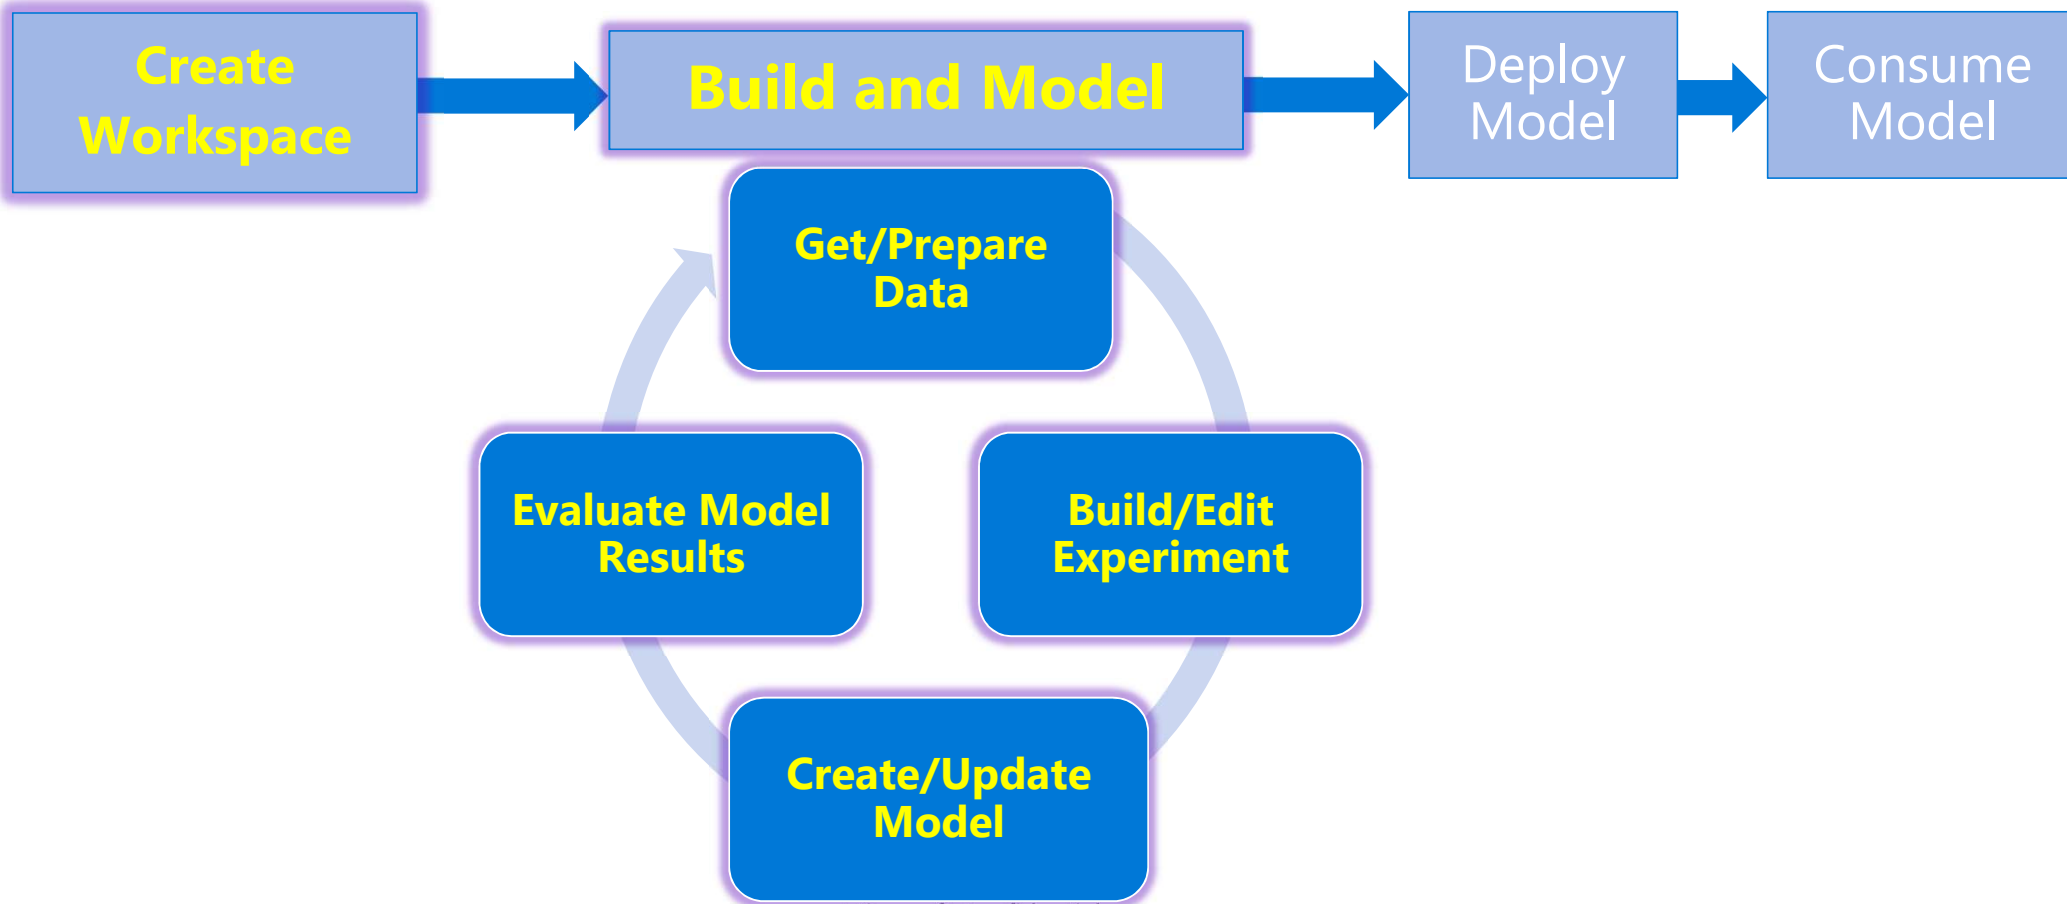 Create
Workspace
Build and Model
Deploy
Model
Consume
Model
Get/Prepare
Data
Evaluate Model
Results
Build/Edit
Experiment
Create/Update
Model